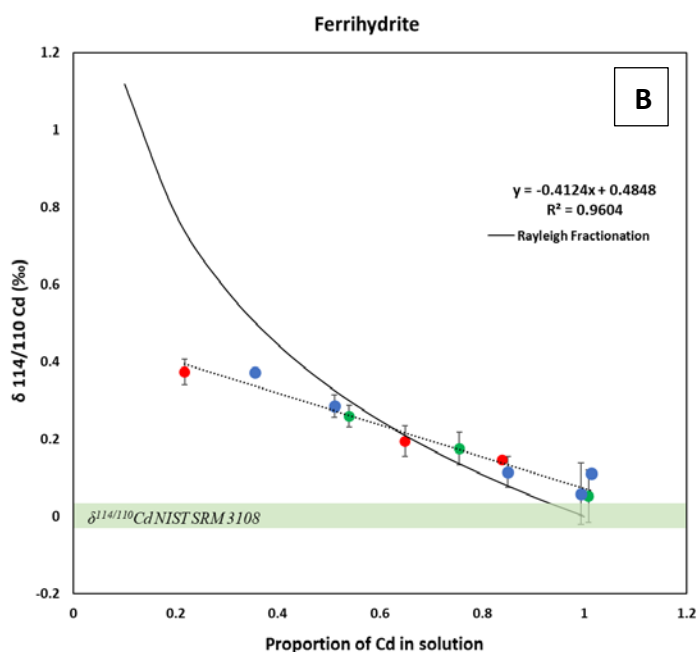 Ferrihydrite
B
y = -0.4124x + 0.4848
R² = 0.9604
Rayleigh Fractionation
δ 114/110 Cd (‰)
1.2
1
0.8
0.6
0.4
0.2
0
-0.2
δ114/110Cd NIST SRM 3108
0 0.2 0.4 0.6 0.8 1 1.2
Proportion of Cd in solution